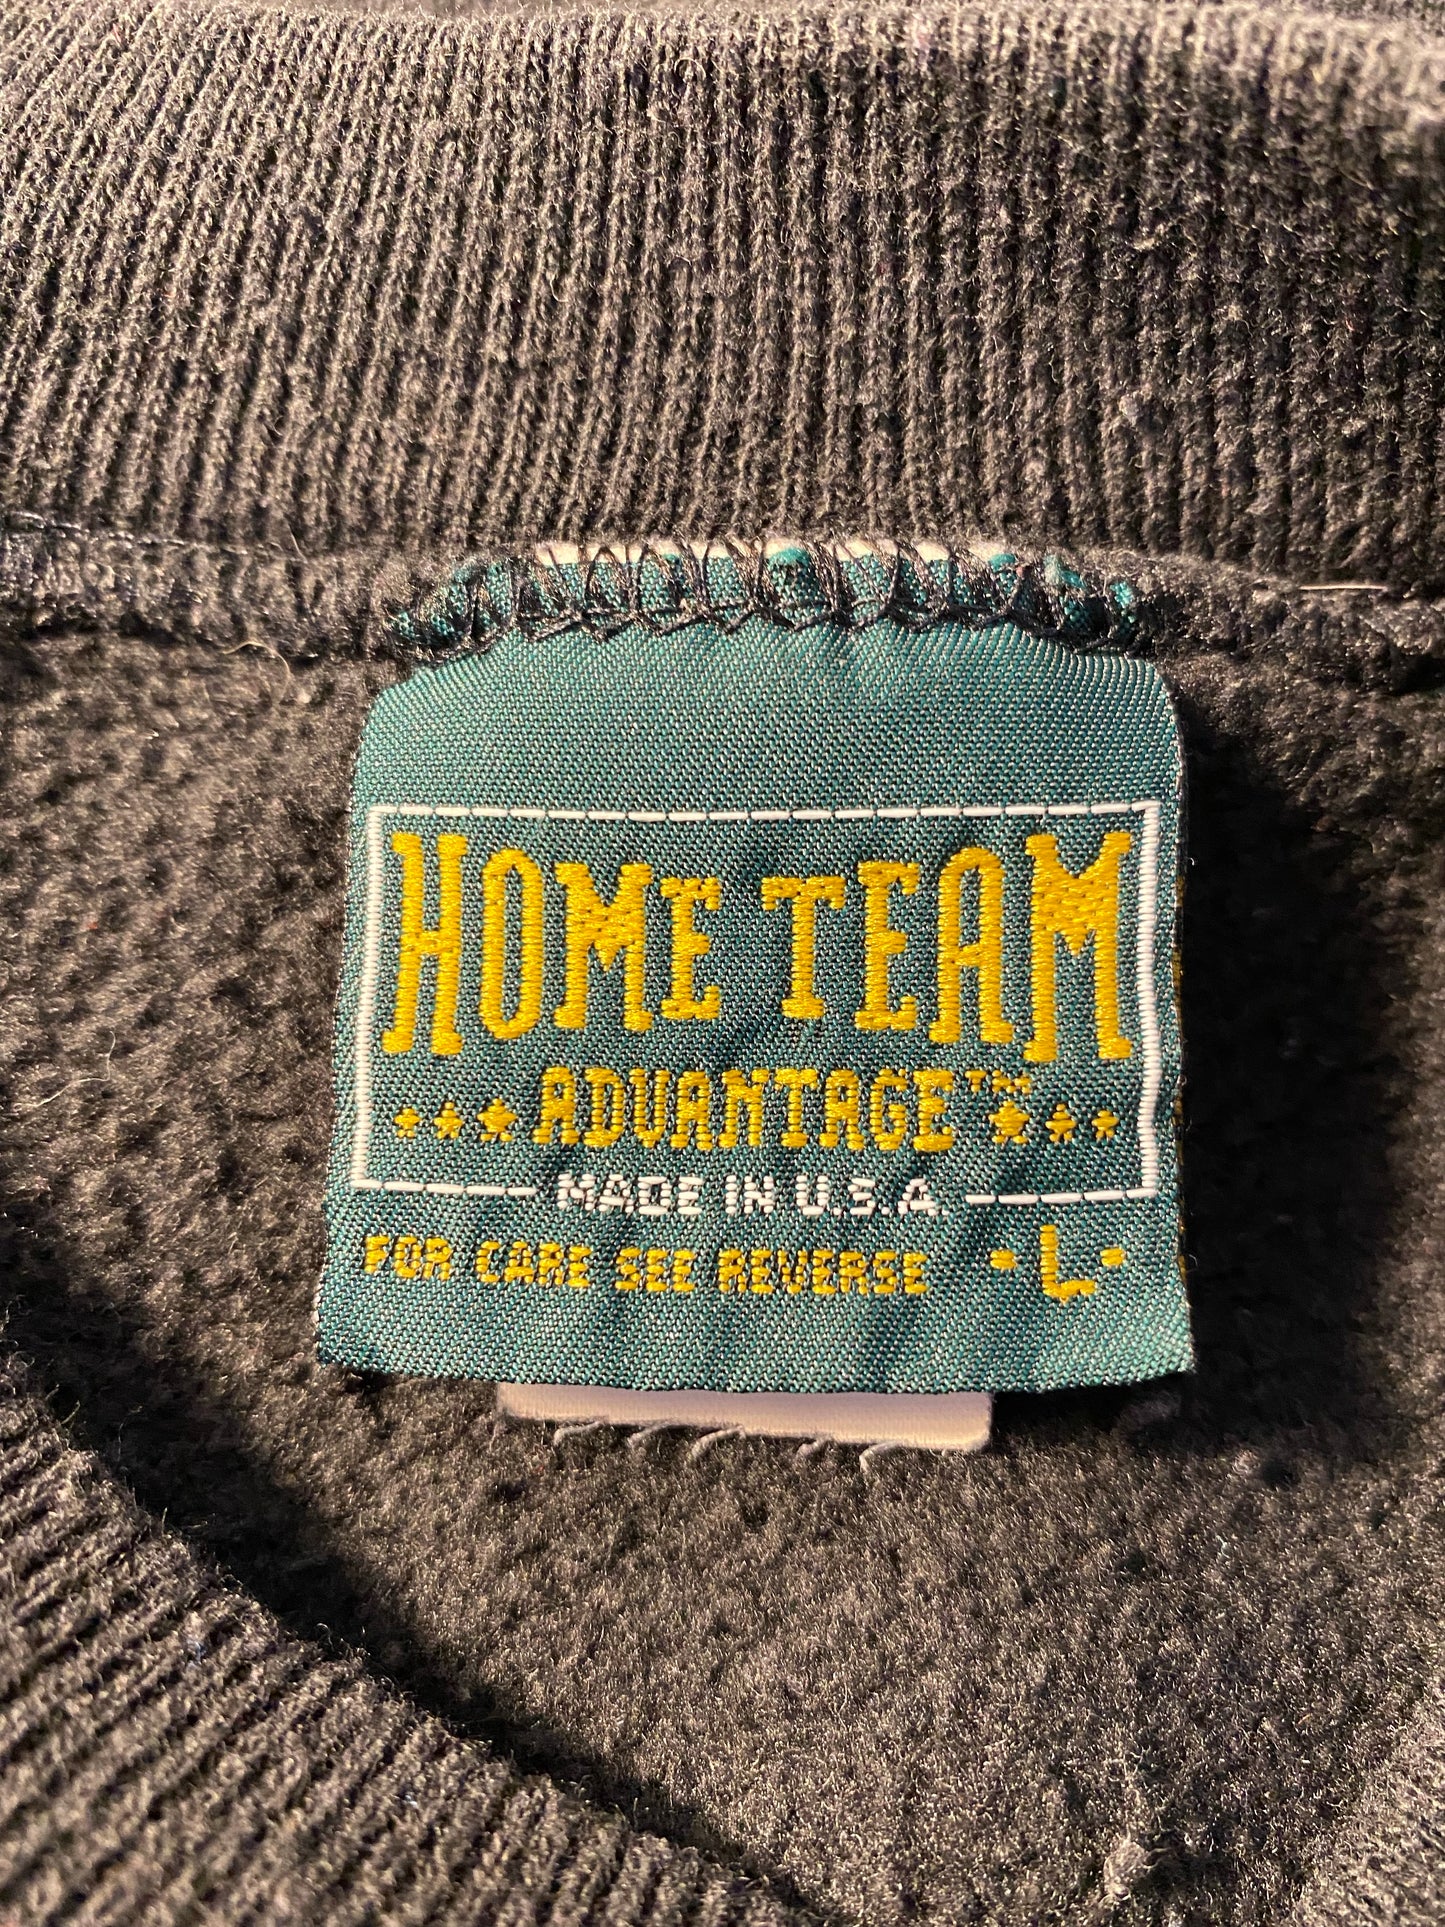 HOME TEAM
ADVANTAGE™
MADE IN U.S.A.
FOR CARE SEE REVERSE -L-